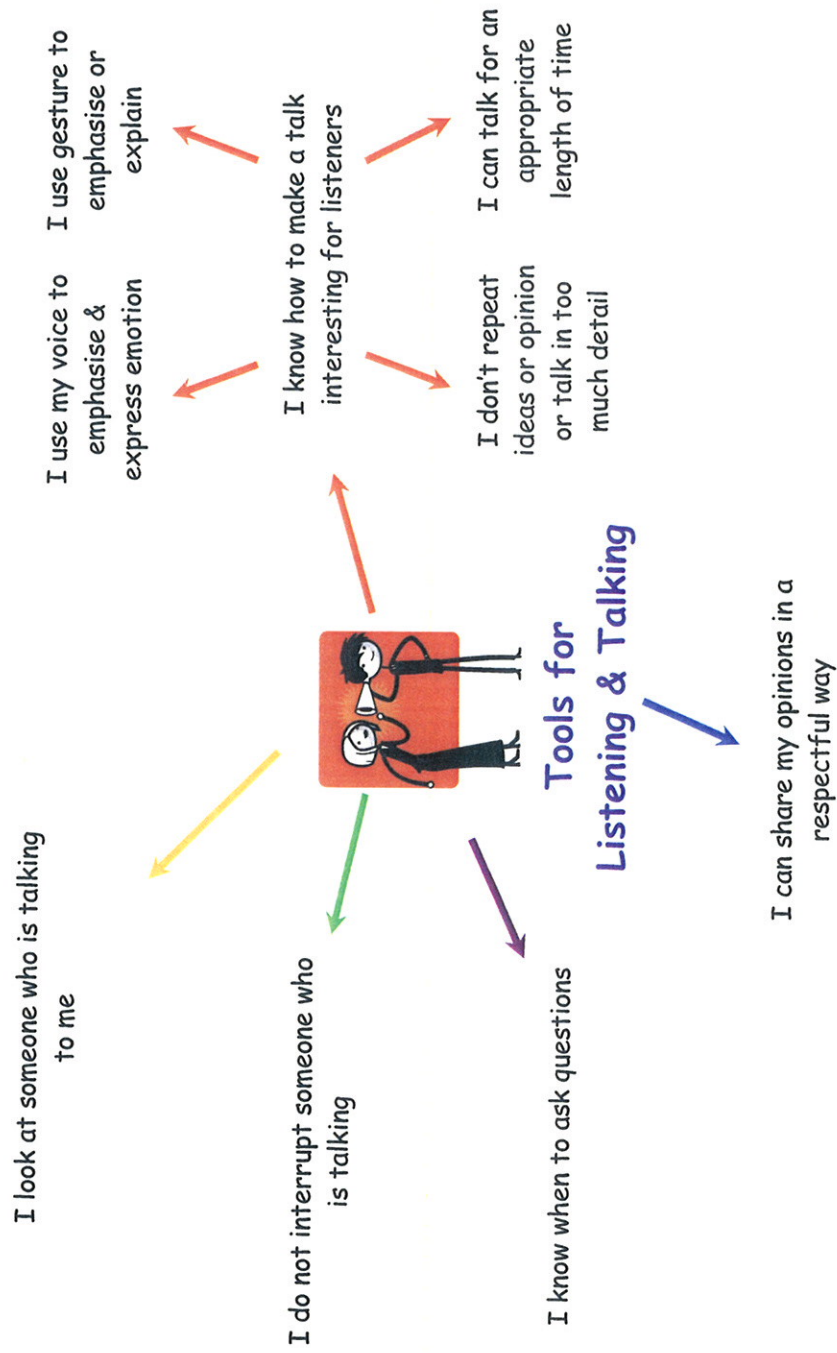 I look at someone who is talking
to me
I do not interrupt someone who
is talking
I know when to ask questions
Tools for
Listening & Talking
I can share my opinions in a
respectful way
I know how to make a talk
interesting for listeners
I use my voice to
emphasise &
express emotion
I use gesture to
emphasise or
explain
I don't repeat
ideas or opinion
or talk in too
much detail
I can talk for an
appropriate
length of time